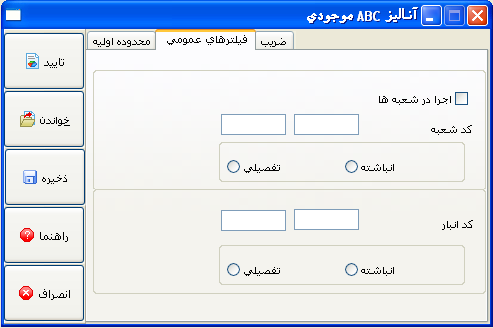 آناليز ABC موجودي
ضريب
فيلترهاي عمومي
محدوده اوليه
تاييد
خواندن
ذخيره
راهنما
انصراف
اجرا در شعبه ها
كد شعبه
انباشته
تفصيلي
كد انبار
انباشته
تفصيلي